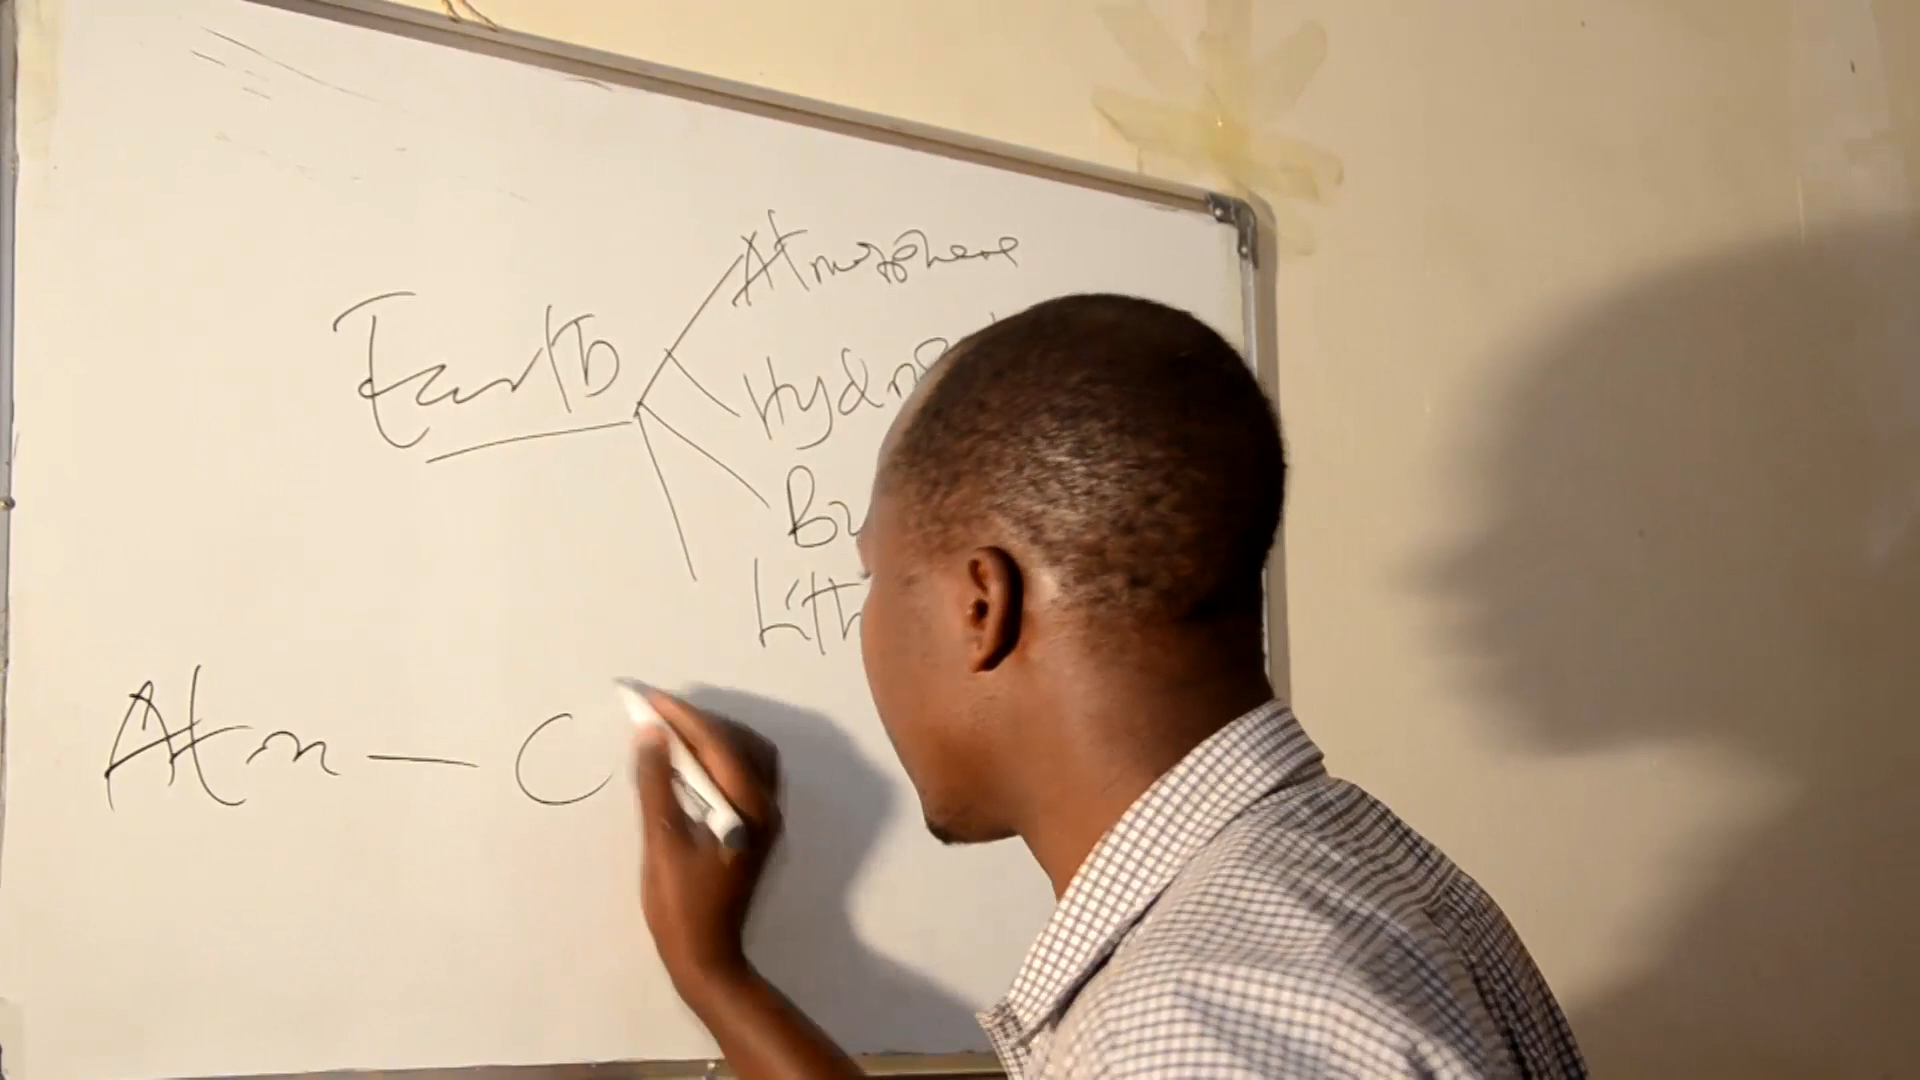 Atmosphere
Earth
Hydro
Lith
Atm — C